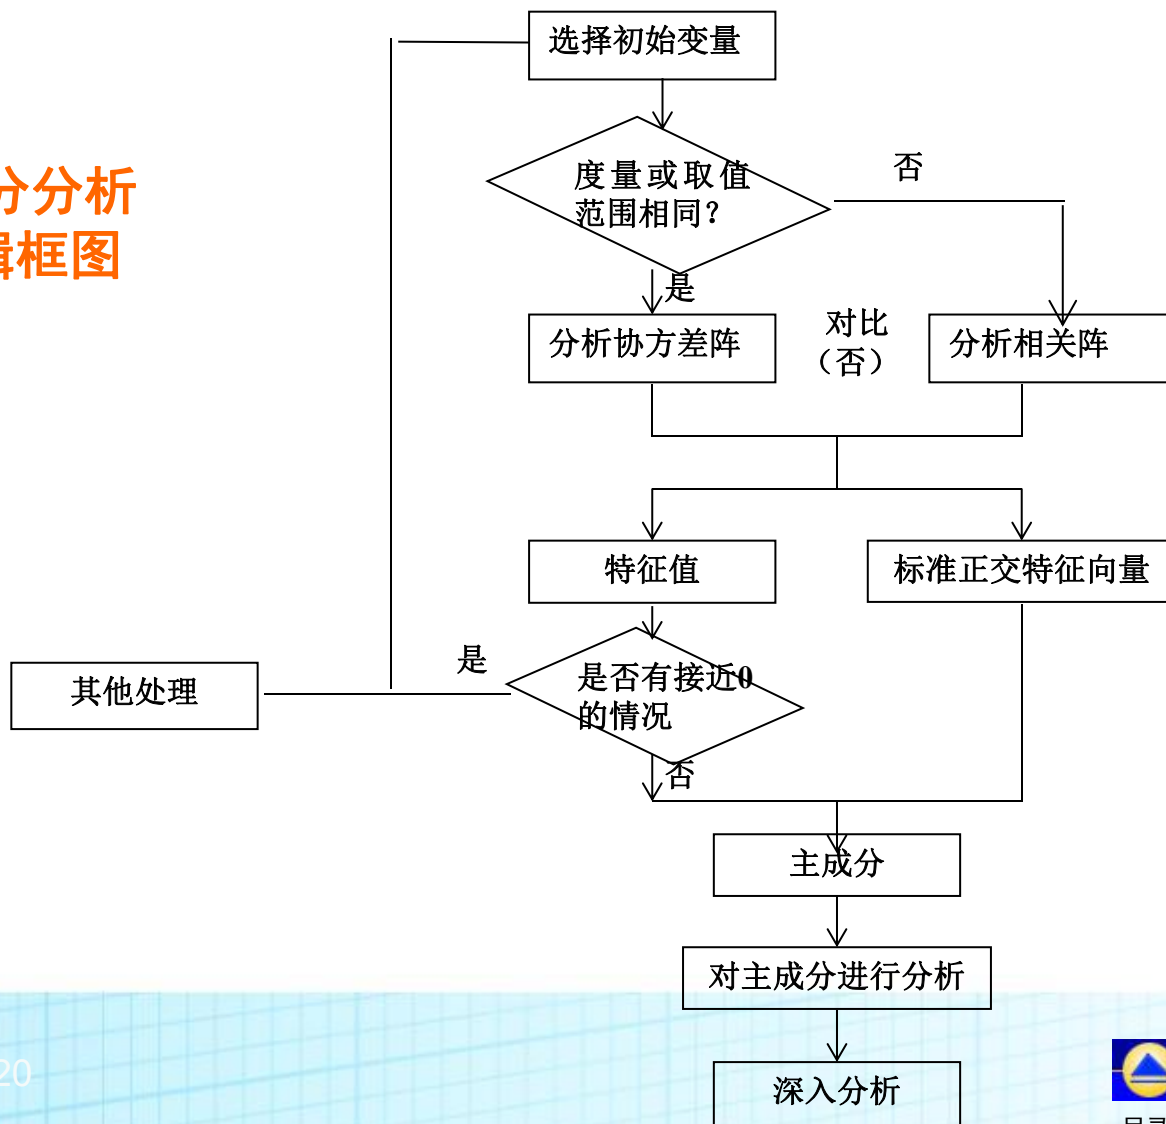 选择初始变量
分分析
框图
度量或取值
范围相同？
否
是
分析协方差阵
对比
（否）
分析相关阵
特征值
标准正交特征向量
是
是否有接近0
的情况
其他处理
否
主成分
对主成分进行分析
20
深入分析